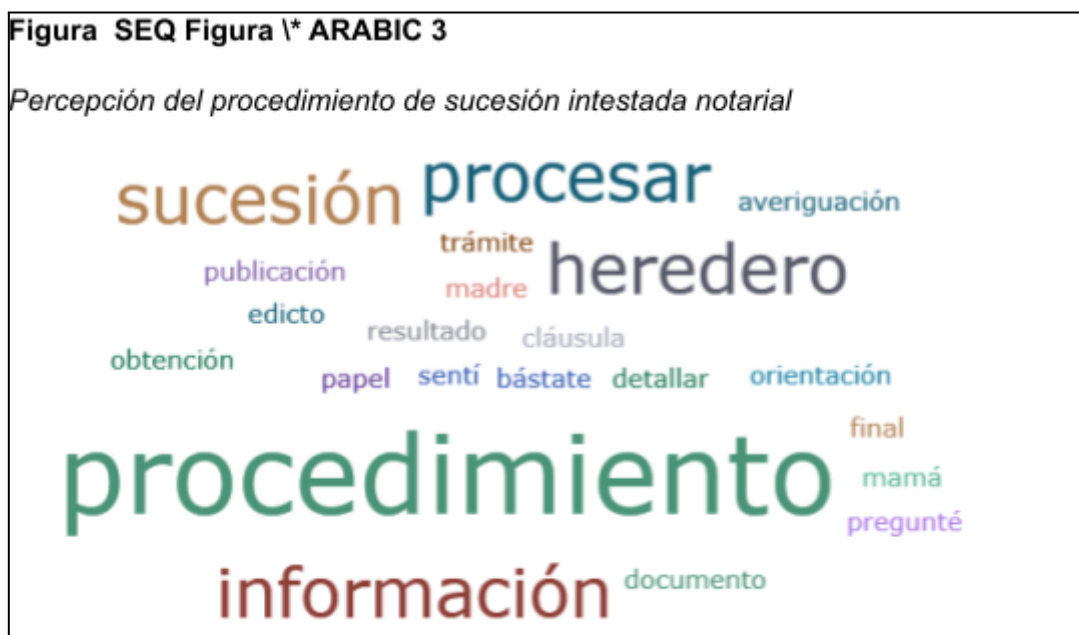 Figura  SEQ Figura \* ARABIC 3
Percepción del procedimiento de sucesión intestada notarial
sucesión procesar averiguación
trámite
publicación madre heredero
edicto resultado cláusula
obtención papel sentí bástate detallar orientación
final
procedimiento mamá
pregunté
información documento